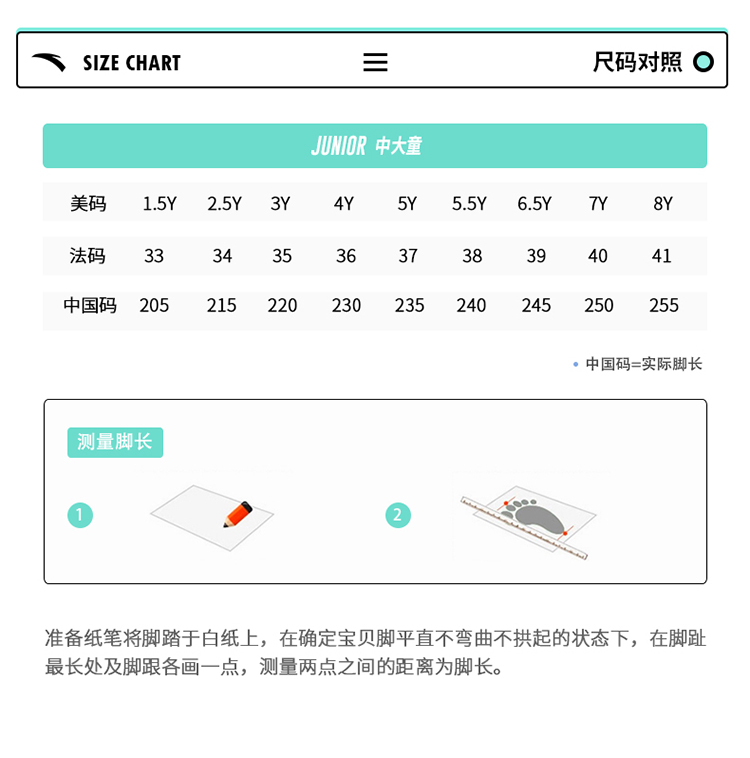 SIZE CHART
尺码对照
JUNIOR 中大童
美码 1.5Y 2.5Y 3Y 4Y 5Y 5.5Y 6.5Y 7Y 8Y
法码 33 34 35 36 37 38 39 40 41
中国码 205 215 220 230 235 240 245 250 255
中国码=实际脚长
测量脚长
1
2
准备纸笔将脚踏于白纸上，在确定宝贝脚平直不弯曲不拱起的状态下，在脚趾
最长处及脚跟各画一点，测量两点之间的距离为脚长。